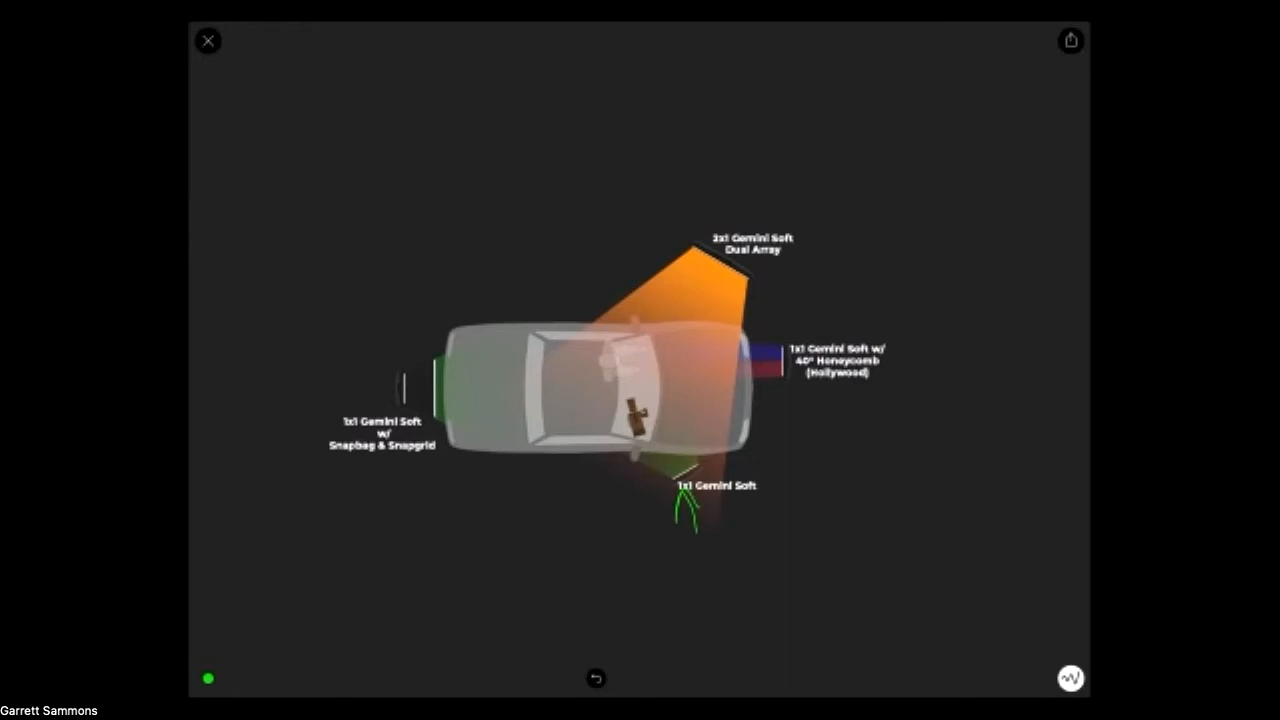 2x1 Gemini Soft
Dual Array
1x1 Gemini Soft w/
40° Honeycomb
(Hollywood)
1x1 Gemini Soft
w/
Snapbag & Snapgrid
1x1 Gemini Soft
Garrett Sammons